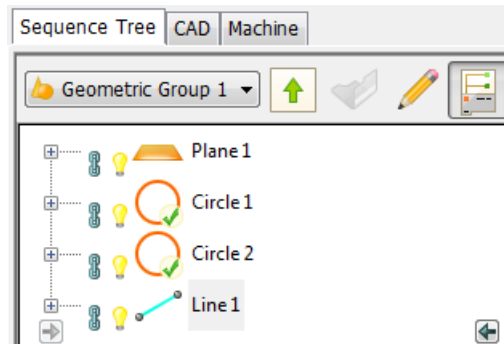 Sequence Tree CAD Machine
Geometric Group 1
Plane 1
Circle 1
Circle 2
Line 1